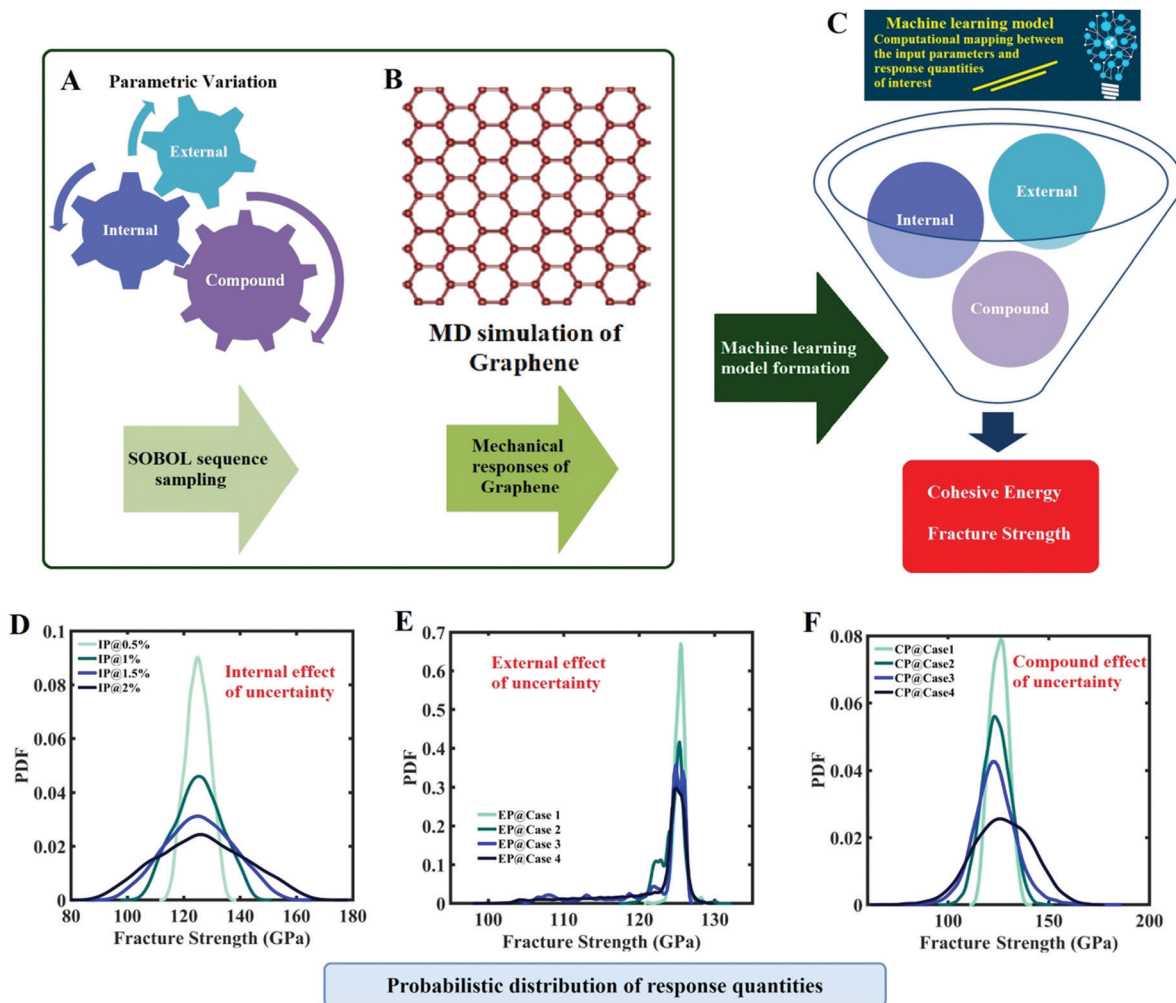 A
Parametric Variation
External
Internal
Compound
SOBOL sequence
sampling
B
MD simulation of
Graphene
Mechanical
responses of
Graphene
Machine learning
model formation
C
Machine learning model
Computational mapping between
the input parameters and
response quantities
of interest
Internal
External
Compound
Cohesive Energy
Fracture Strength
D
IP@0.5%
IP@1%
IP@1.5%
IP@2%
Internal effect
of uncertainty
PDF
0.1
0.08
0.06
0.04
0.02
0
80
100
120
140
160
180
Fracture Strength (GPa)
E
External effect
of uncertainty
EP@Case 1
EP@Case 2
EP@Case 3
EP@Case 4
PDF
0.7
0.6
0.5
0.4
0.3
0.2
0.1
0
100
110
120
130
Fracture Strength (GPa)
F
CP@Case1
CP@Case2
CP@Case3
CP@Case4
Compound effect
of uncertainty
PDF
0.08
0.06
0.04
0.02
0
100
150
200
Fracture Strength (GPa)
Probabilistic distribution of response quantities